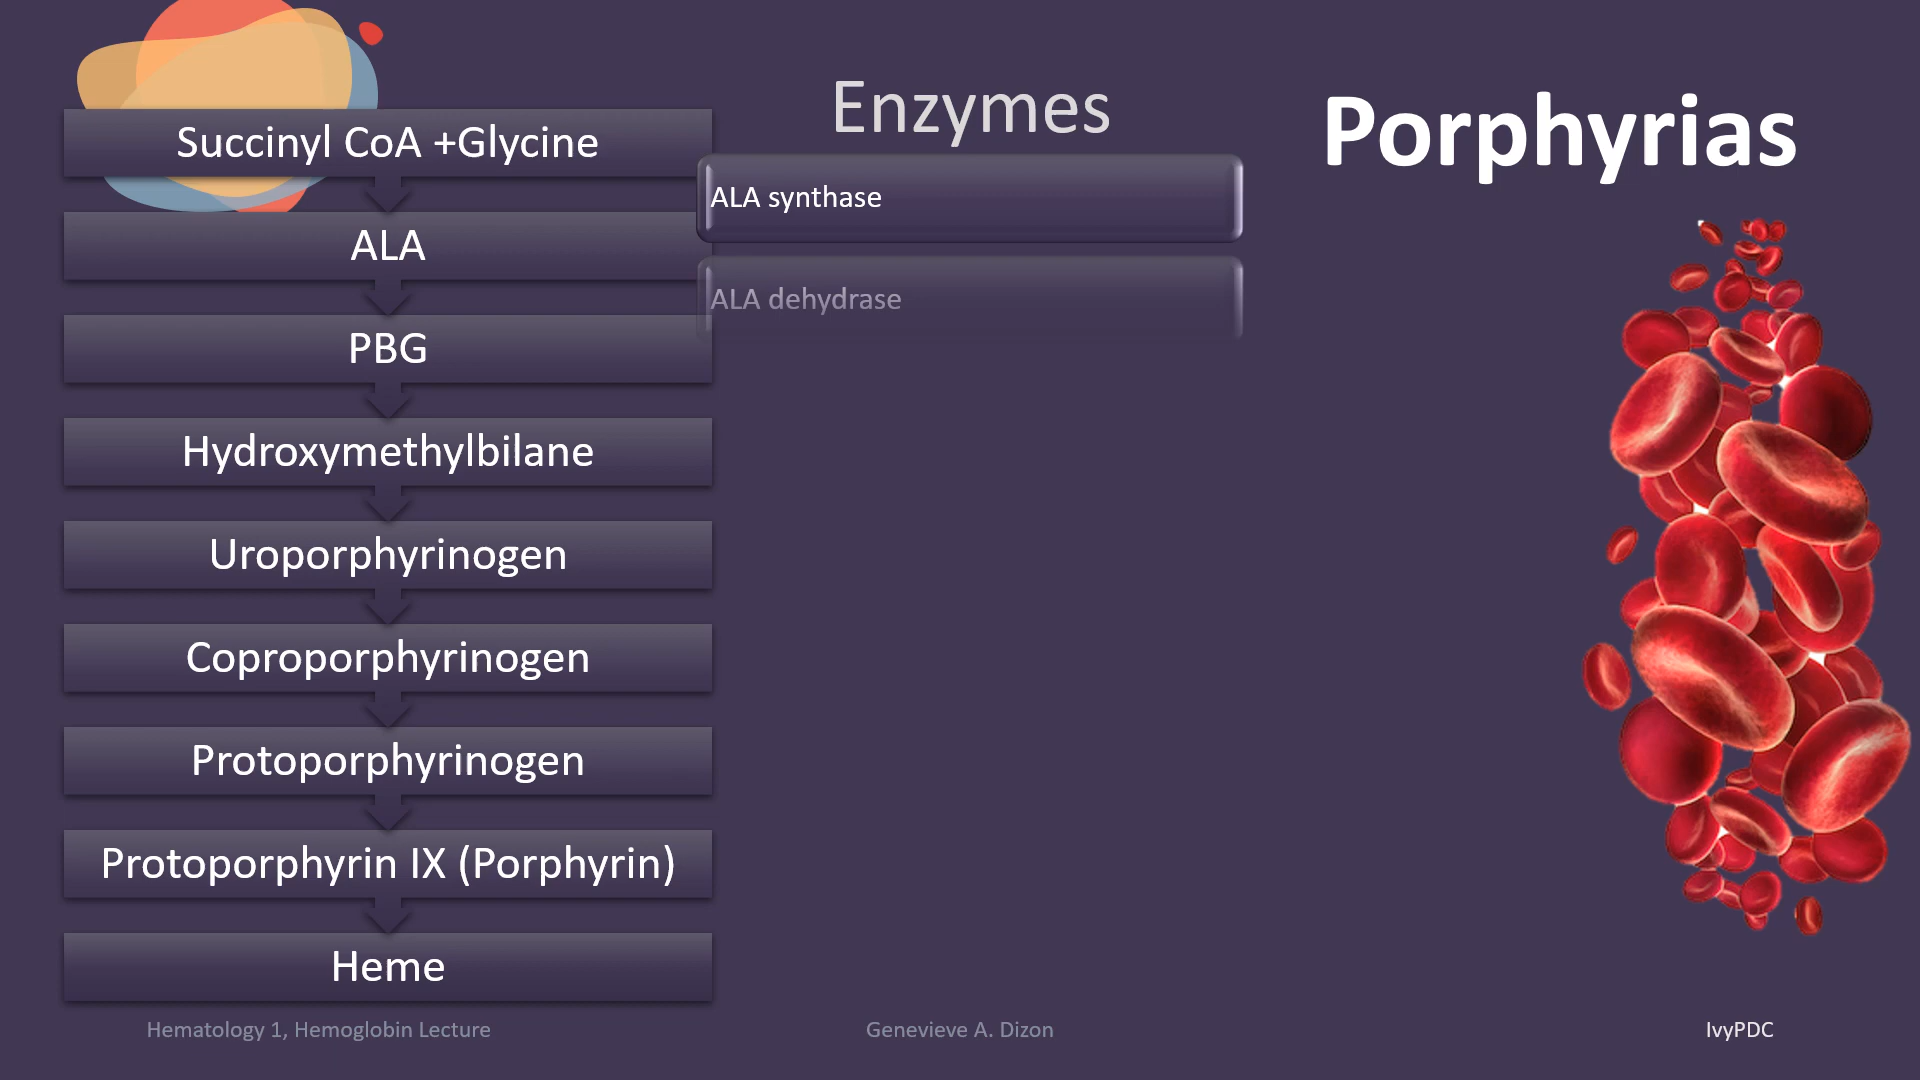 Enzymes
Porphyrias
Succinyl CoA +Glycine
ALA
PBG
Hydroxymethylbilane
Uroporphyrinogen
Coproporphyrinogen
Protoporphyrinogen
Protoporphyrin IX (Porphyrin)
Heme
ALA synthase
ALA dehydrase
Hematology 1, Hemoglobin Lecture
Genevieve A. Dizon
IvyPDC